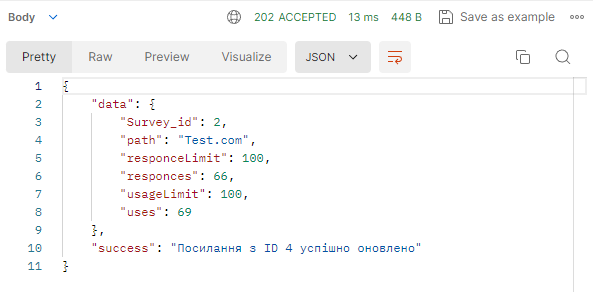 Body 202 ACCEPTED 13 ms 448 B Save as example
Pretty Raw Preview Visualize JSON
1 {
2 "data": {
3 "Survey_id": 2,
4 "path": "Test.com",
5 "responceLimit": 100,
6 "responces": 66,
7 "usageLimit": 100,
8 "uses": 69
9 },
10 "success": "Посилання з ID 4 успішно оновлено"
11 }